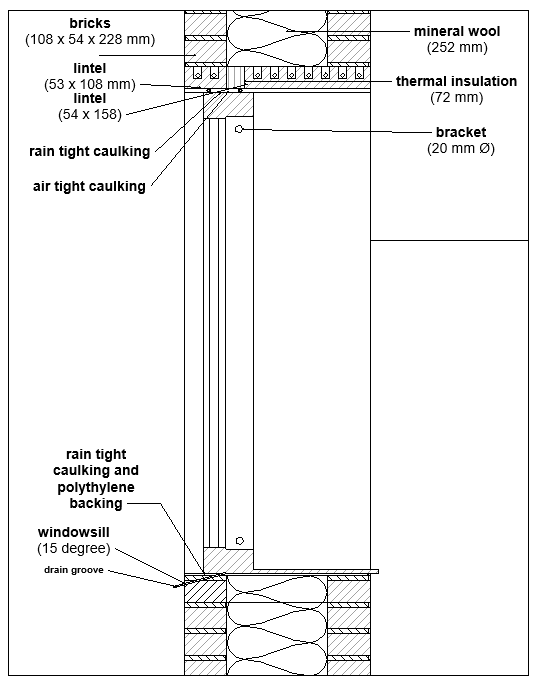 bricks
(108 x 54 x 228 mm)
lintel
(53 x 108 mm)
lintel
(54 x 158)
rain tight caulking
air tight caulking
mineral wool
(252 mm)
thermal insulation
(72 mm)
bracket
(20 mm Ø)
rain tight
caulking and
polythylene
backing
windowsill
(15 degree)
drain groove